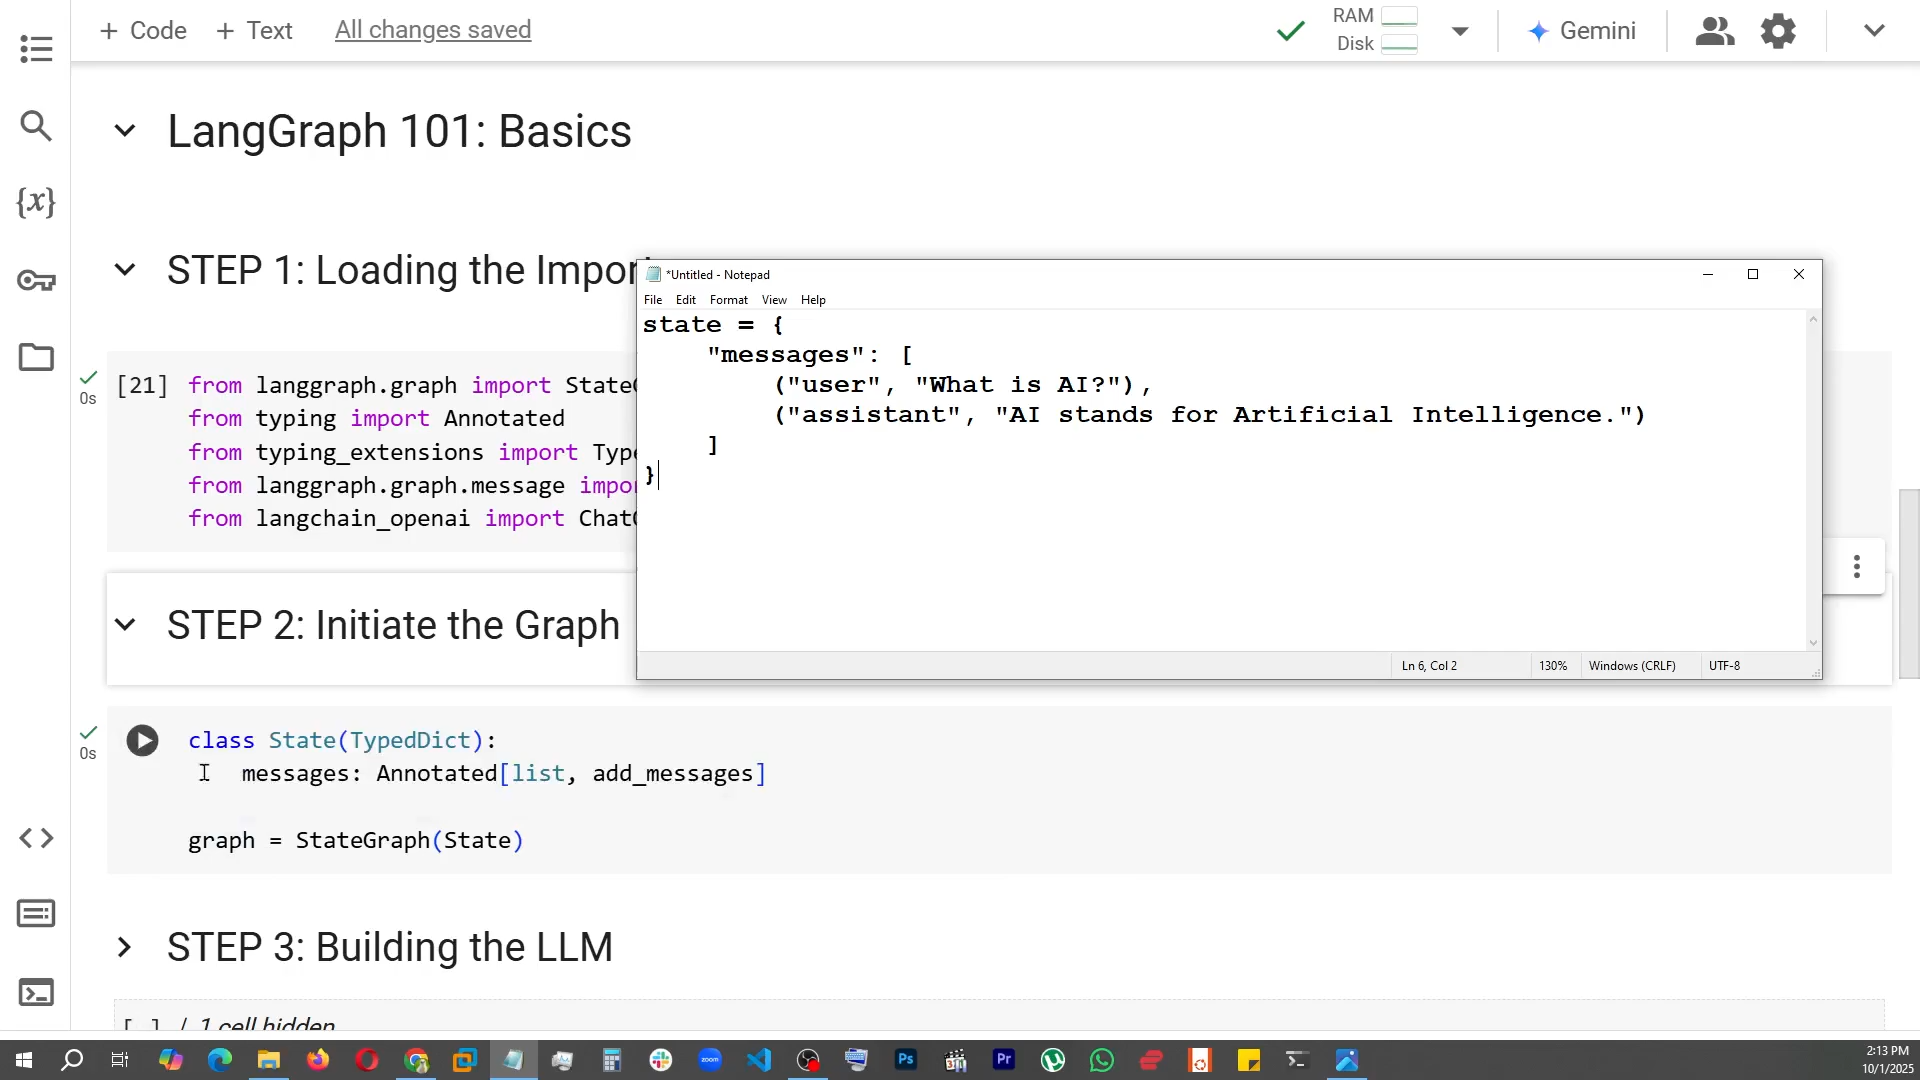 + Code + Text All changes saved
RAM
Disk
Gemini
LangGraph 101: Basics
STEP 1: Loading the Impor
[21] from langgraph.graph import State
from typing import Annotated
from typing_extensions import Type
from langgraph.graph.message impor
from langchain_openai import Chat
0s
*Untitled - Notepad
File Edit Format View Help
state = {
"messages": [
("user", "What is AI?"),
("assistant", "AI stands for Artificial Intelligence.")
]
}
Ln 6, Col 2 130% Windows (CRLF) UTF-8
STEP 2: Initiate the Graph
0s
class State(TypedDict):
messages: Annotated[list, add_messages]
graph = StateGraph(State)
STEP 3: Building the LLM
[ ] / 1 cell hidden
zoom
Ps
Pr
2:13 PM
10/1/2025